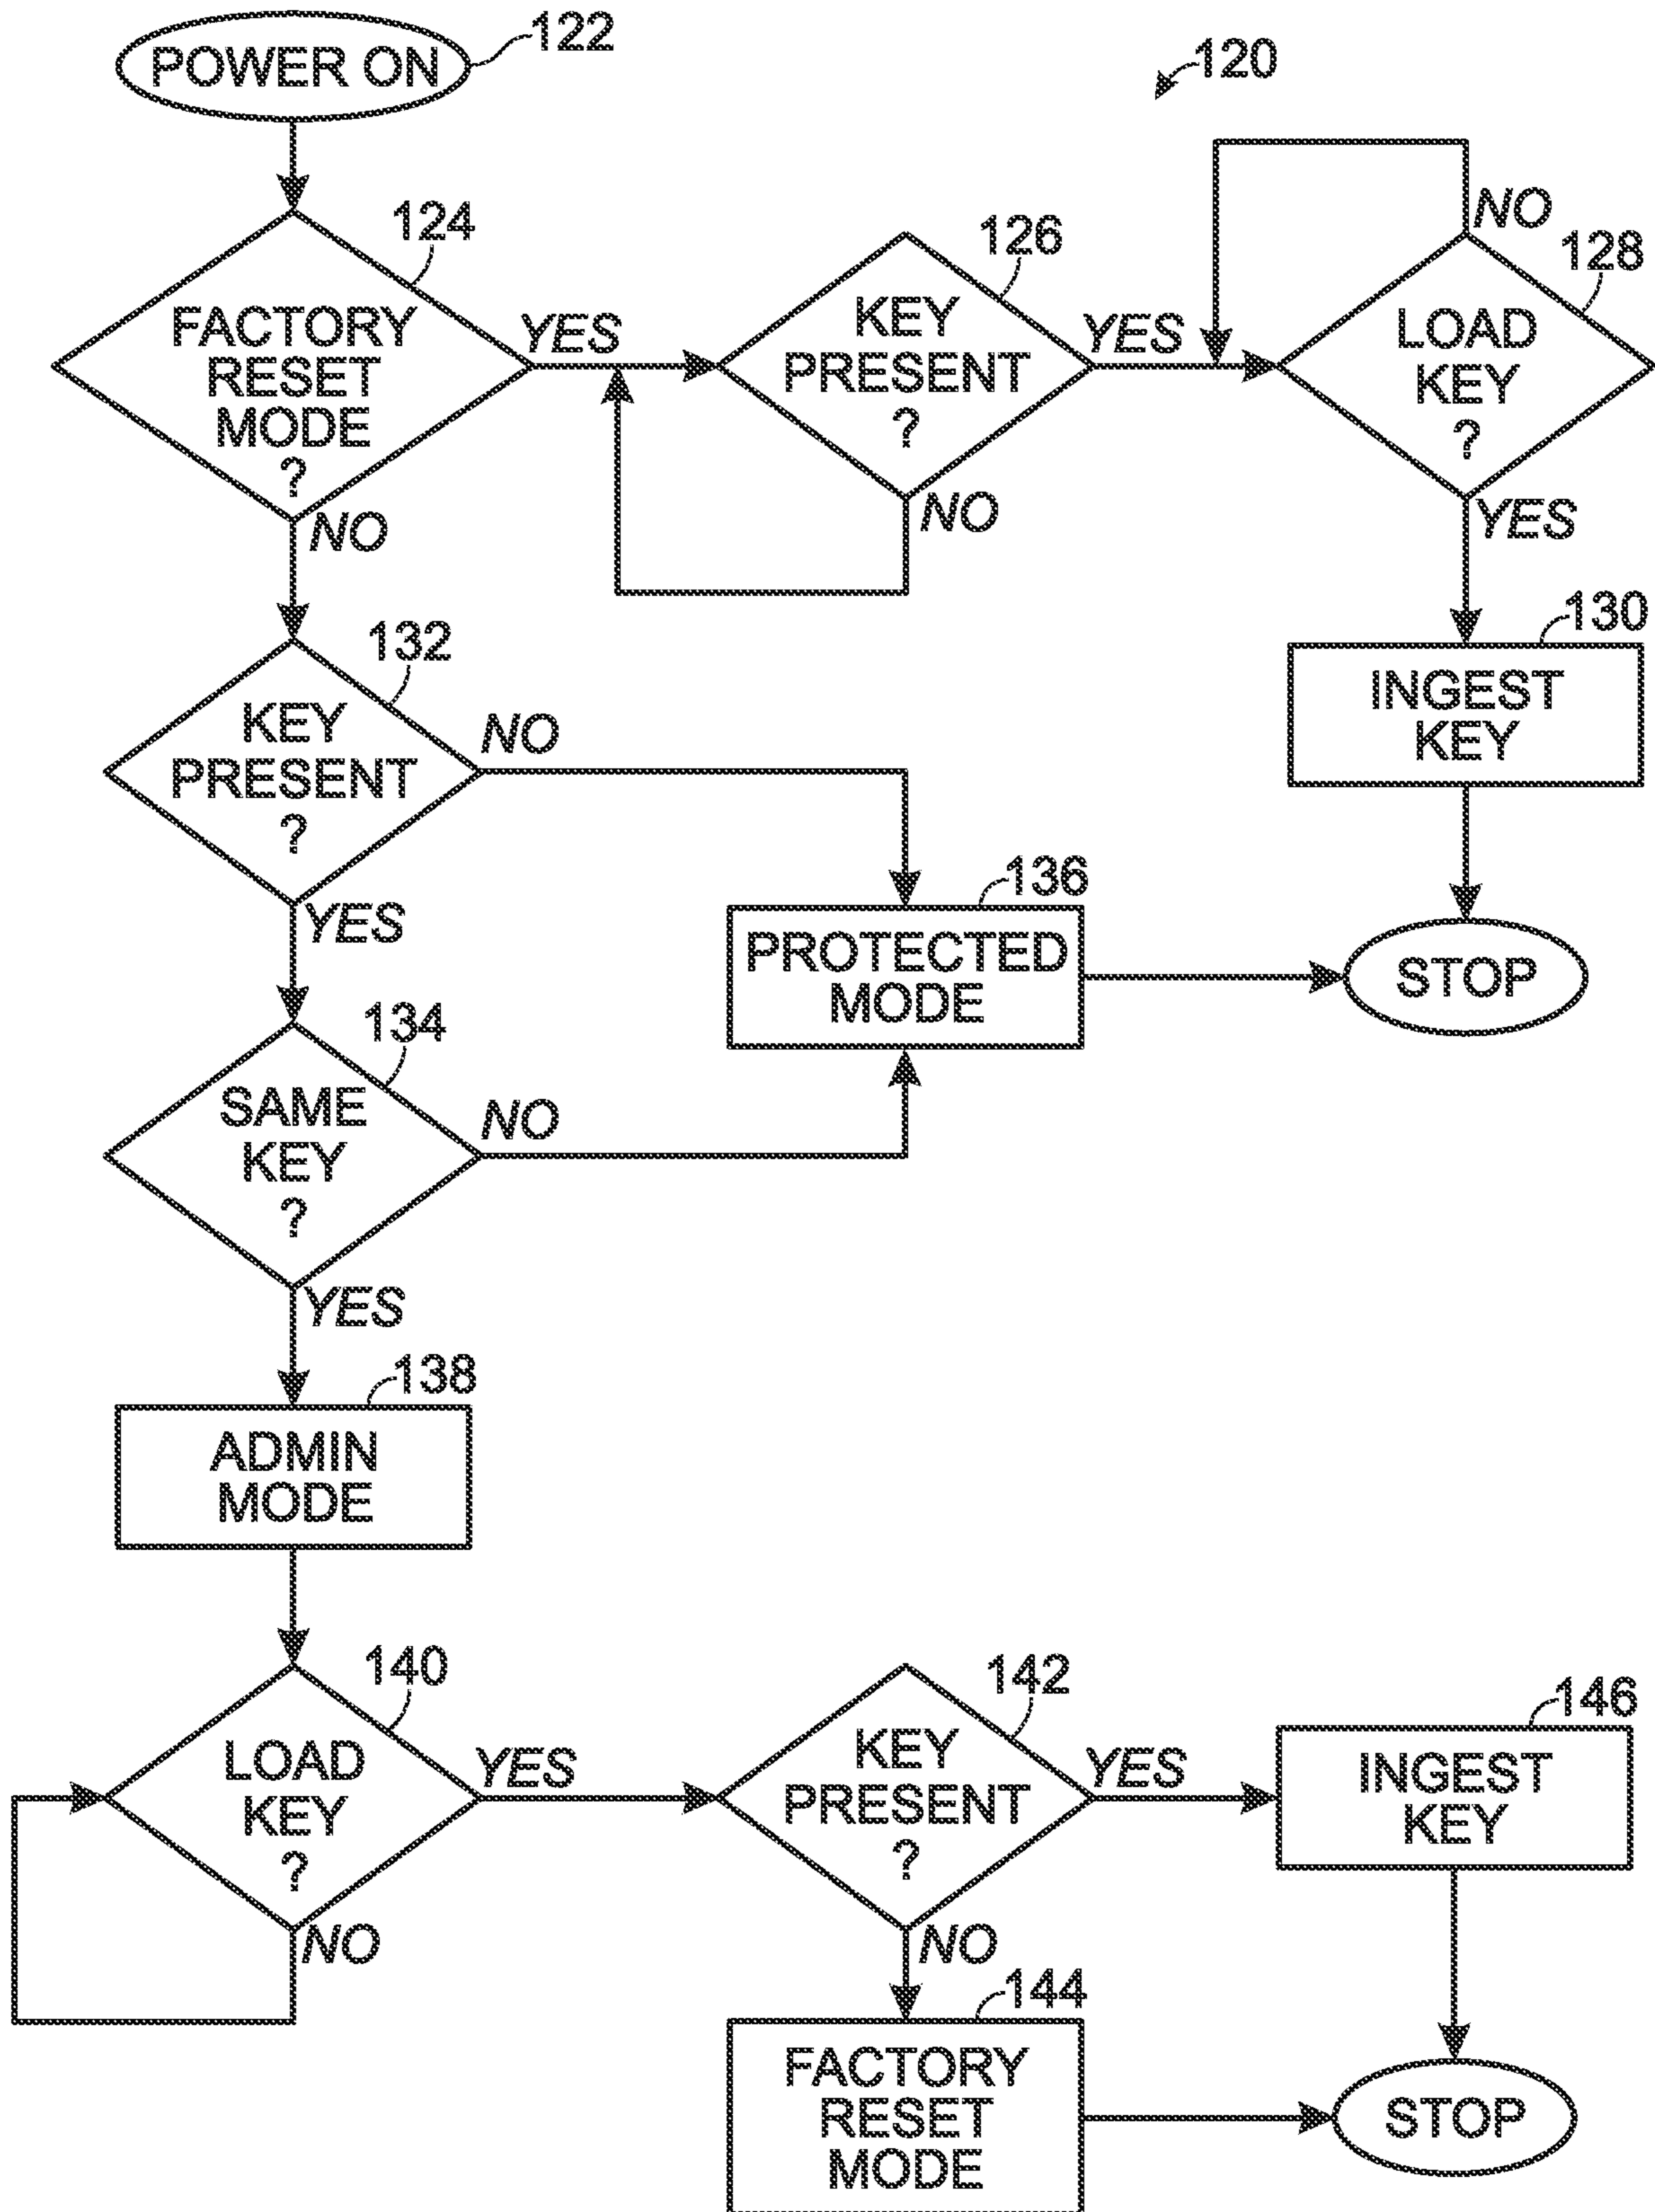 POWER ON
122
120
124
FACTORY
RESET
MODE
?
YES
NO
126
KEY
PRESENT
?
YES
NO
128
LOAD
KEY
?
NO
YES
130
INGEST
KEY
STOP
132
KEY
PRESENT
?
NO
YES
136
PROTECTED
MODE
134
SAME
KEY
?
NO
YES
138
ADMIN
MODE
140
LOAD
KEY
?
YES
NO
142
KEY
PRESENT
?
YES
NO
146
INGEST
KEY
144
FACTORY
RESET
MODE
STOP